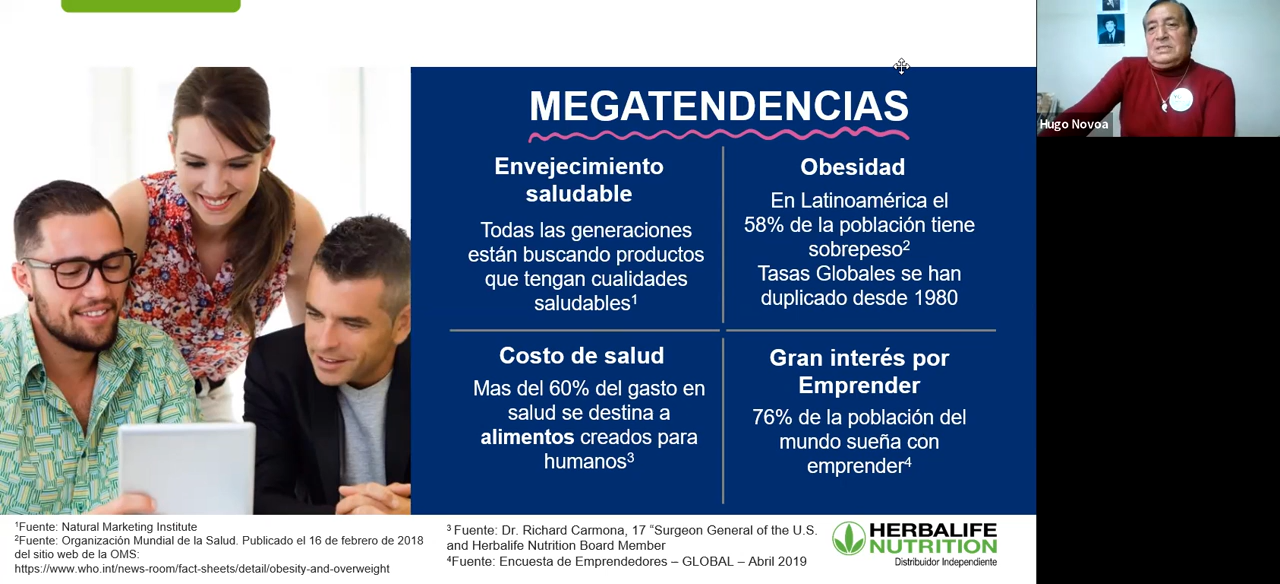 MEGATENDENCIAS
Envejecimiento
saludable
Todas las generaciones
están buscando productos
que tengan cualidades
saludables¹
Obesidad
En Latinoamérica el
58% de la población tiene
sobrepeso²
Tasas Globales se han
duplicado desde 1980
Costo de salud
Mas del 60% del gasto en
salud se destina a
alimentos creados para
humanos³
Gran interés por
Emprender
76% de la población del
mundo sueña con
emprender⁴
¹Fuente: Natural Marketing Institute
²Fuente: Organización Mundial de la Salud. Publicado el 16 de febrero de 2018
del sitio web de la OMS:
https://www.who.int/news-room/fact-sheets/detail/obesity-and-overweight
³ Fuente: Dr. Richard Carmona, 17 “Surgeon General of the U.S.
and Herbalife Nutrition Board Member
⁴Fuente: Encuesta de Emprendedores – GLOBAL – Abril 2019
HERBALIFE
NUTRITION
Distribuidor Independiente
Hugo Novoa